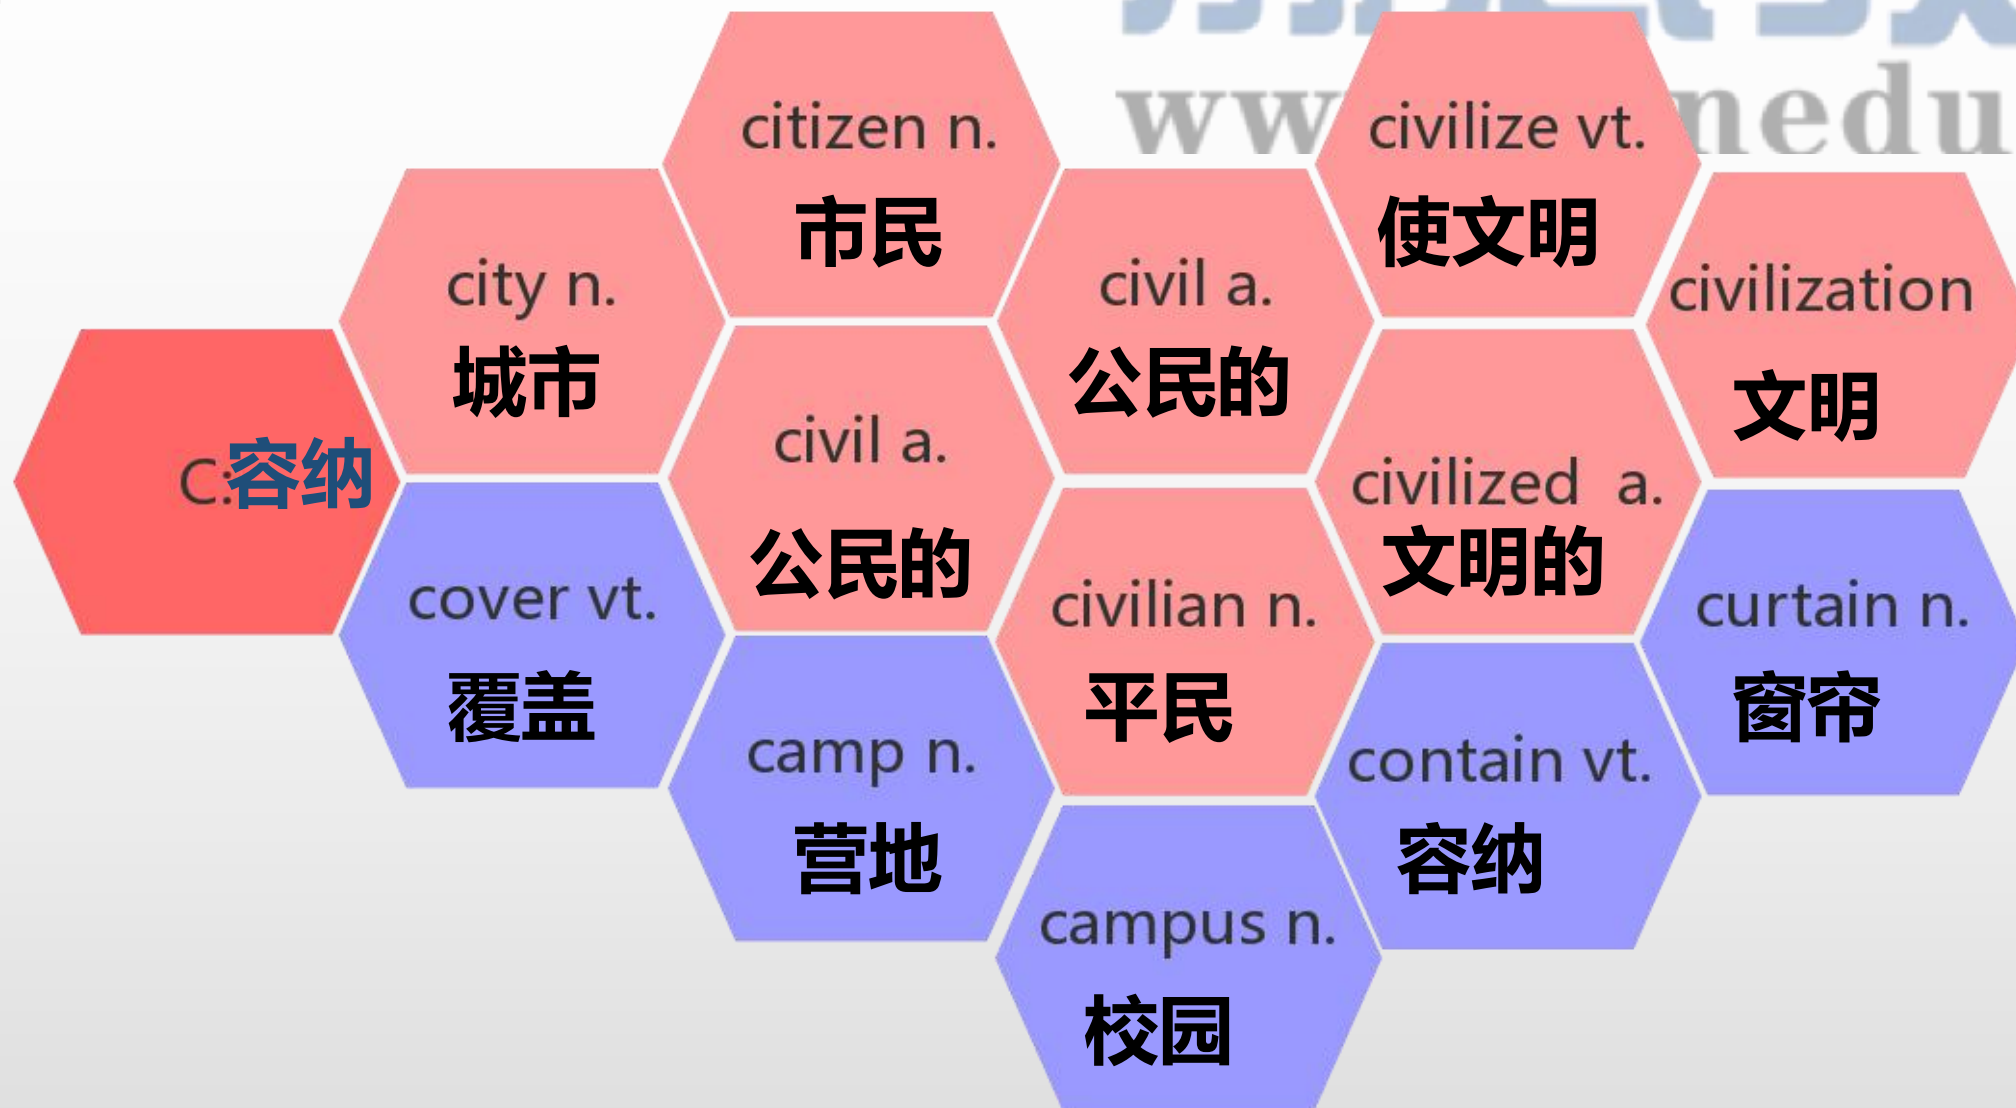 citizen n.
市民
civilize vt.
使文明
city n.
城市
civil a.
公民的
civilization
文明
C:容纳
civil a.
公民的
civilized a.
文明的
cover vt.
覆盖
civilian n.
平民
curtain n.
窗帘
camp n.
营地
contain vt.
容纳
campus n.
校园